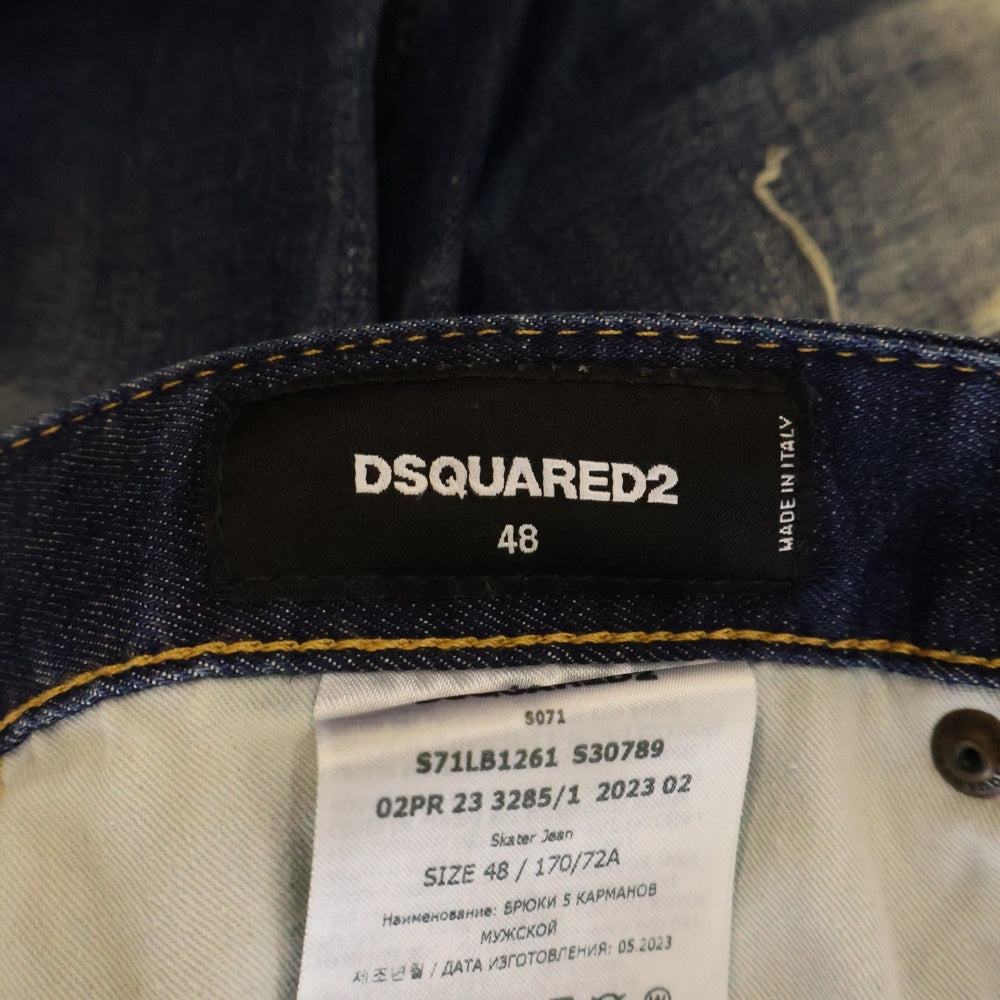 DSQUARED2
48
MADE IN ITALY
DSQUARED2
S071
S71LB1261 S30789
02PR 23 3285/1 2023 02
Skater Jean
SIZE 48 / 170/72A
Наименование: БРЮКИ 5 КАРМАНОВ
МУЖСКОЙ
제조년월 / ДАТА ИЗГОТОВЛЕНИЯ: 05.2023